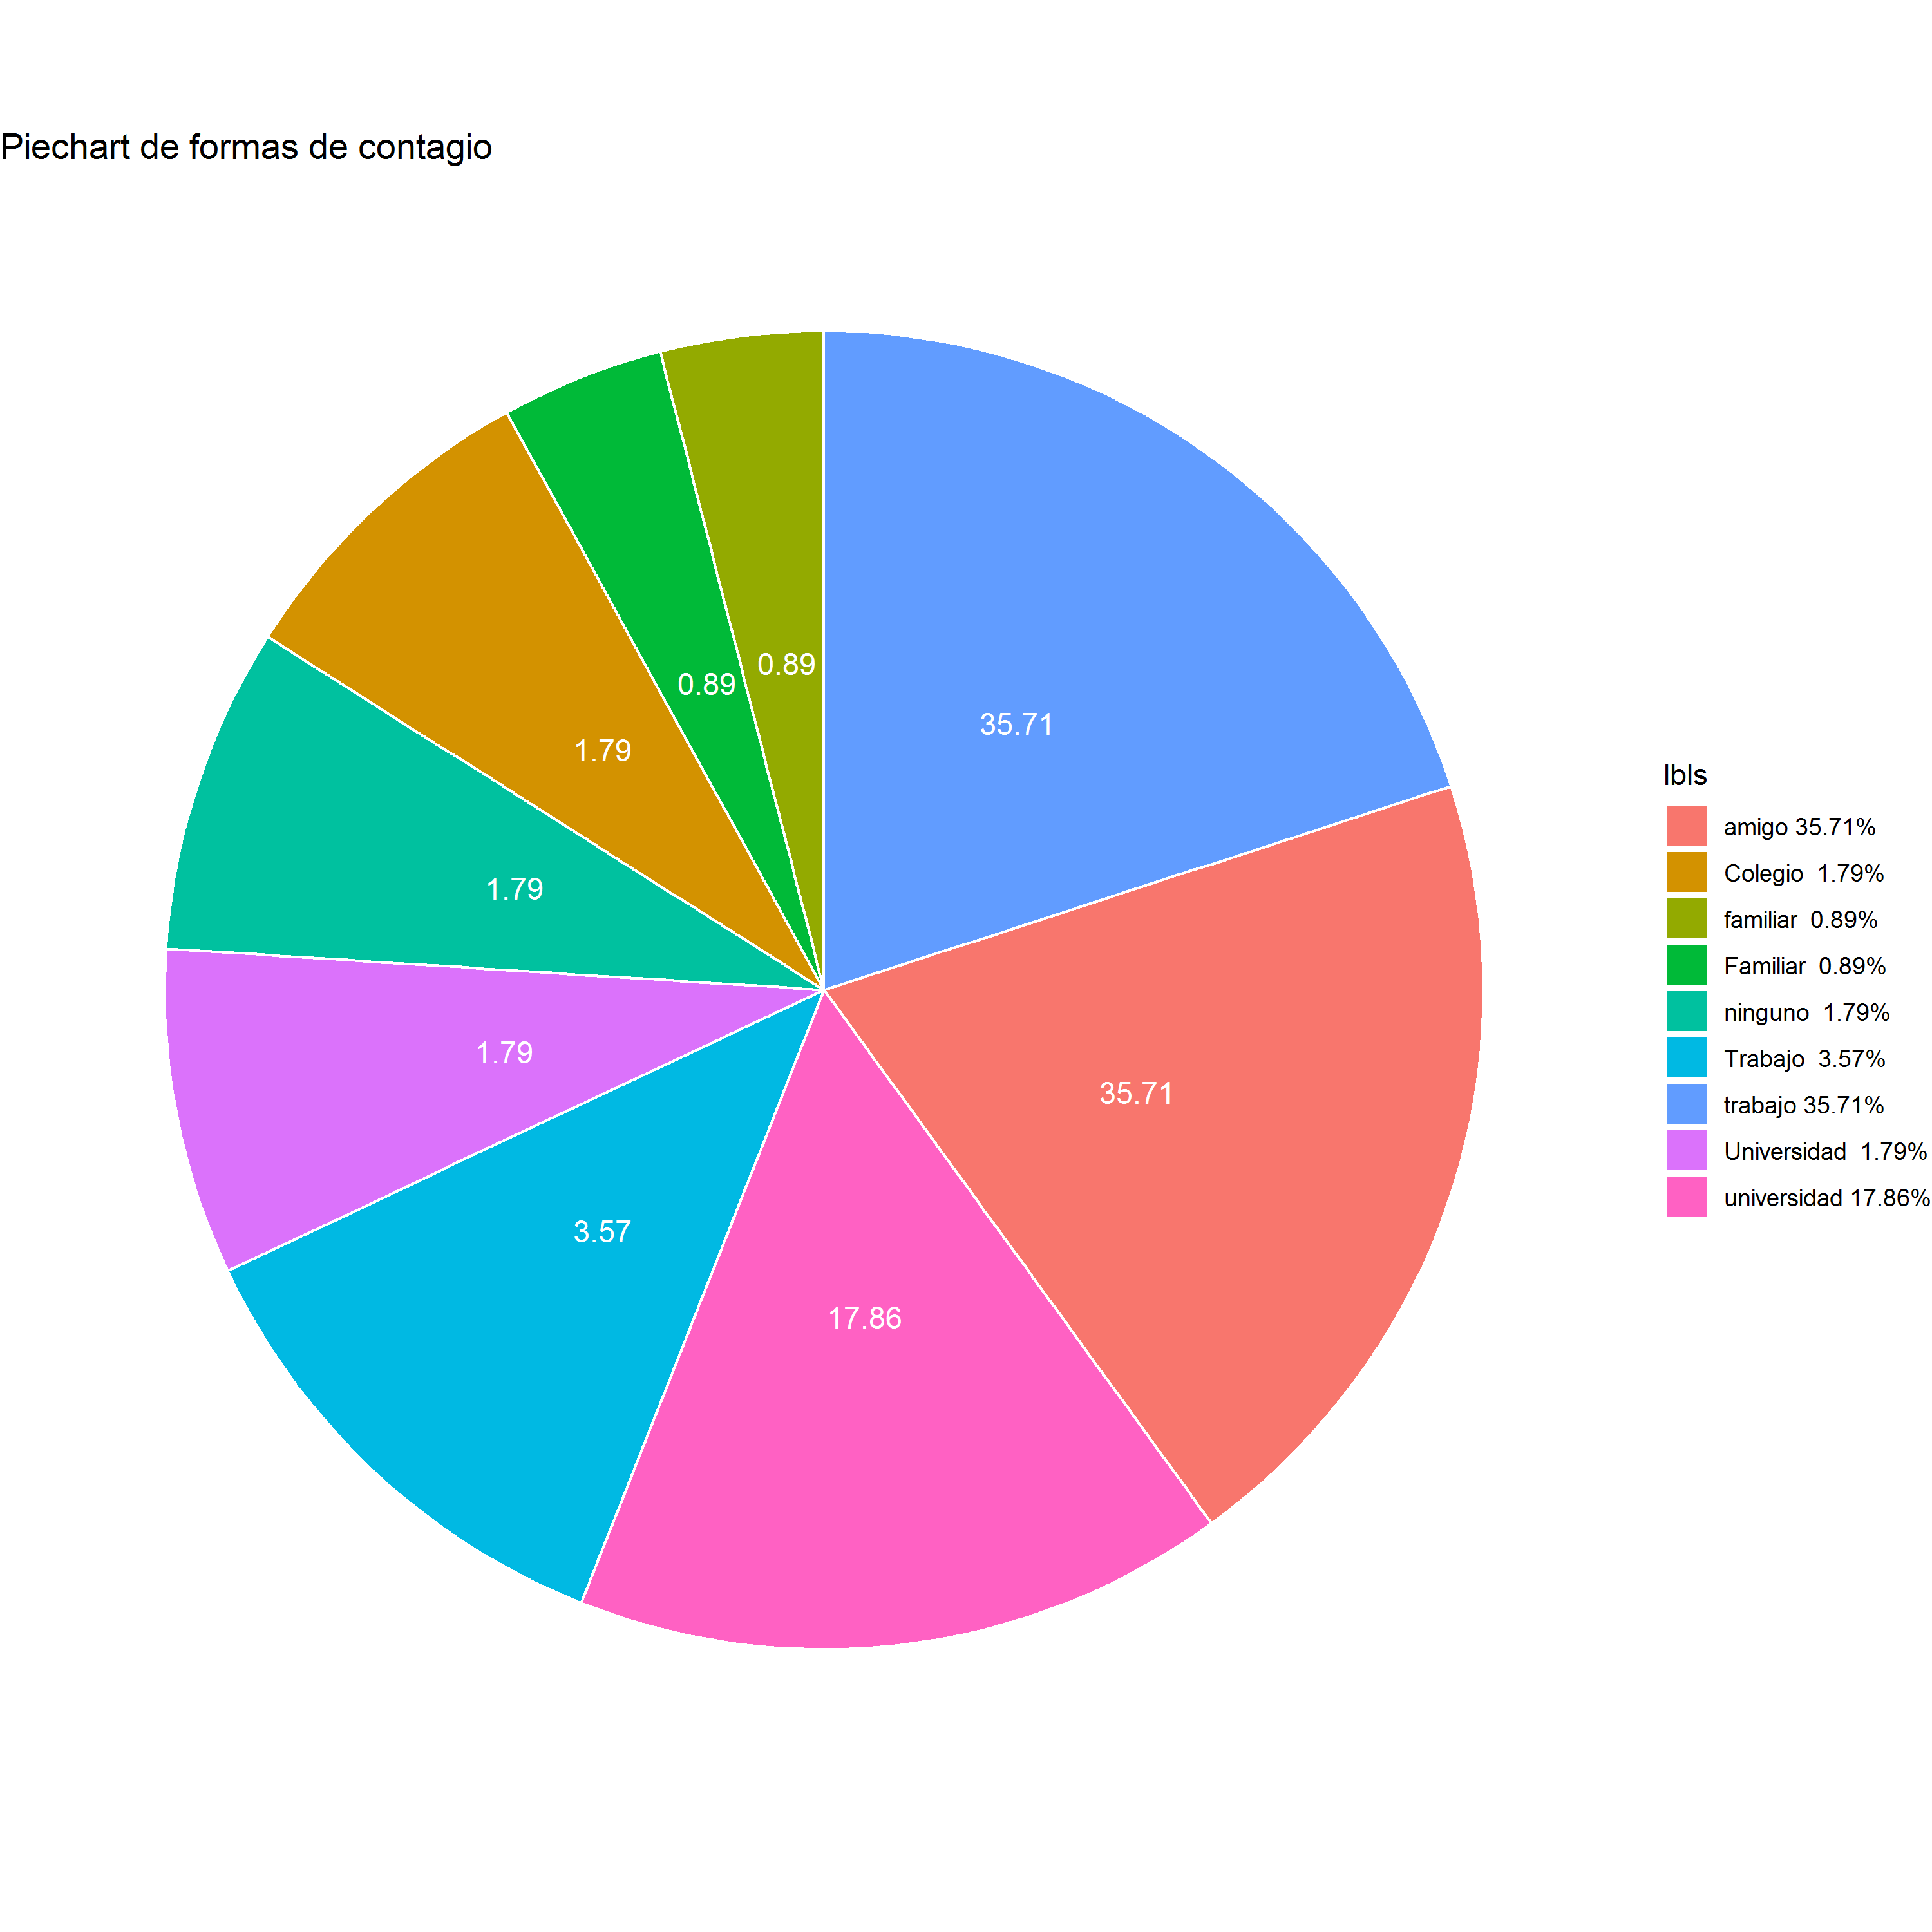 Piechart de formas de contagio
0.89
0.89
35.71
1.79
1.79
1.79
35.71
3.57
17.86
lbls
amigo 35.71%
Colegio  1.79%
familiar  0.89%
Familiar  0.89%
ninguno  1.79%
Trabajo  3.57%
trabajo 35.71%
Universidad  1.79%
universidad 17.86%